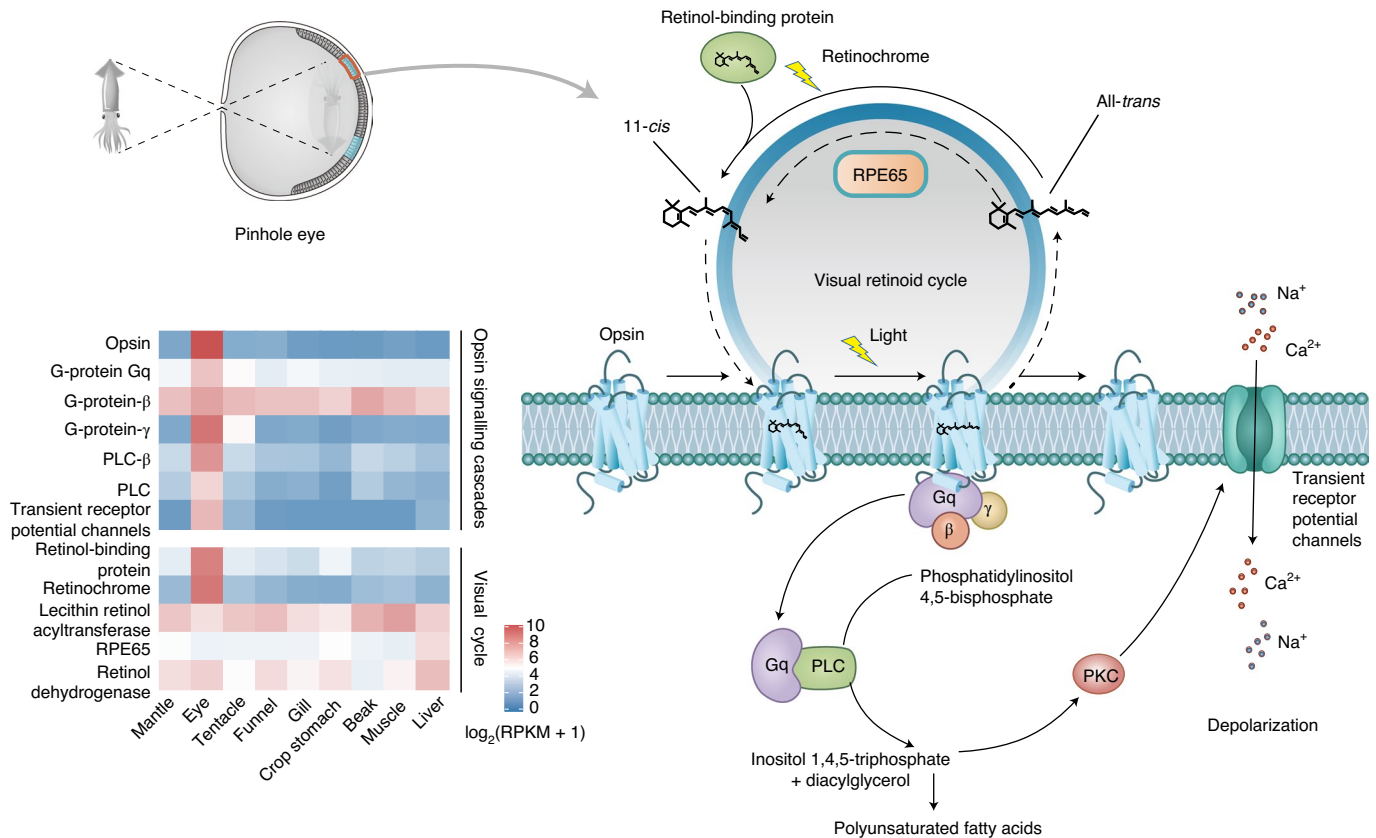 Pinhole eye
Retinol-binding protein
Retinochrome
11-cis
All-trans
RPE65
Visual retinoid cycle
Opsin
Light
Na+
Ca2+
Transient
receptor
potential
channels
Gq
β
γ
Phosphatidylinositol
4,5-bisphosphate
Gq
PLC
PKC
Ca2+
Na+
Depolarization
Inositol 1,4,5-triphosphate
+ diacylglycerol
Polyunsaturated fatty acids
Opsin
G-protein Gq
G-protein-β
G-protein-γ
PLC-β
PLC
Transient receptor
potential channels
Opsin signalling cascades
Retinol-binding
protein
Retinochrome
Lecithin retinol
acyltransferase
RPE65
Retinol
dehydrogenase
Visual cycle
Mantle
Eye
Tentacle
Funnel
Gill
Crop stomach
Beak
Muscle
Liver
10
8
6
4
2
0
log2(RPKM + 1)